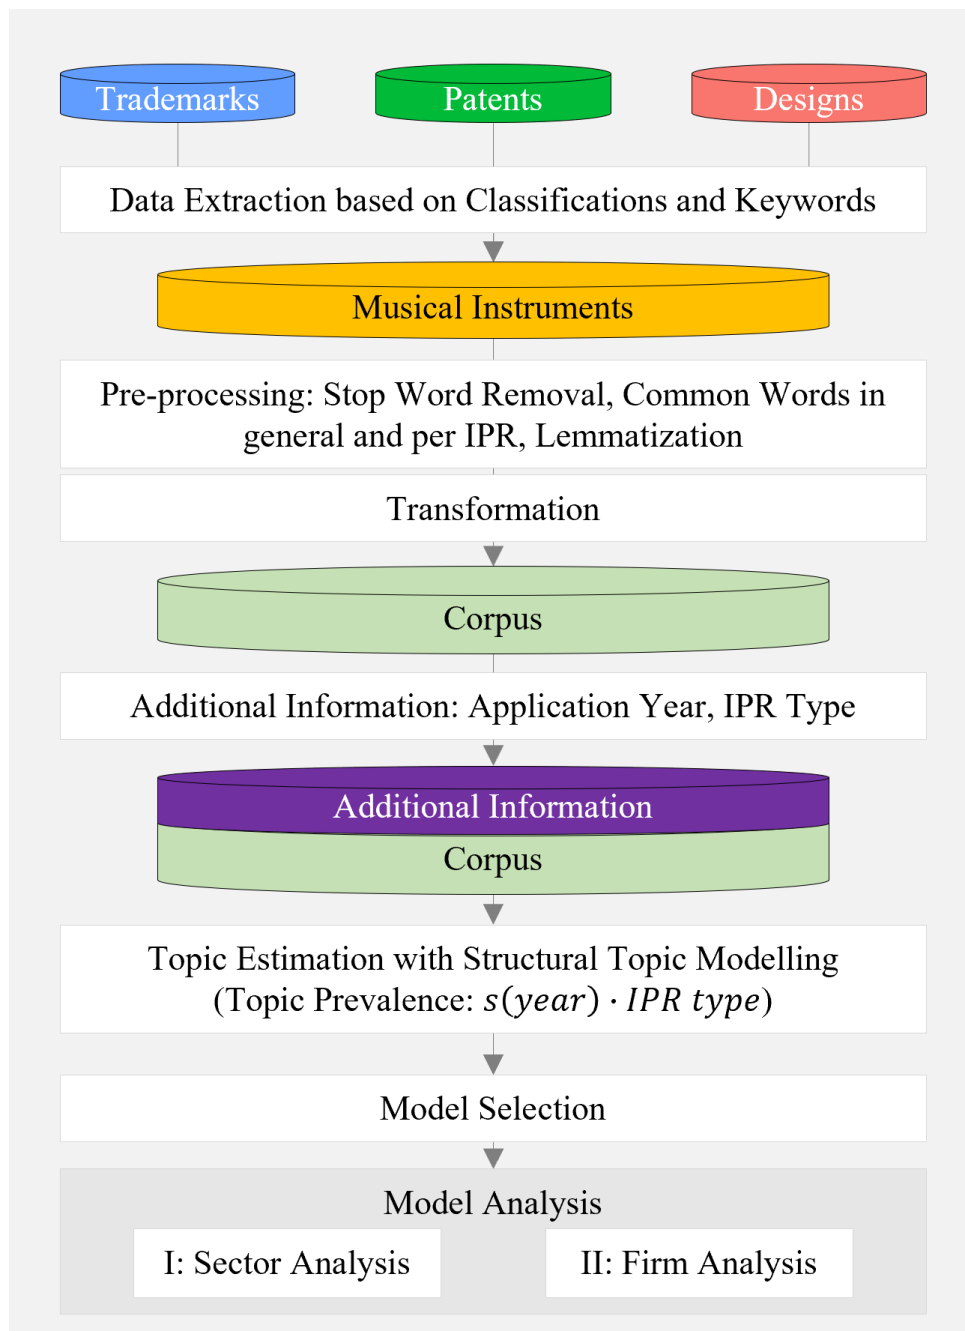 Trademarks
Patents
Designs
Data Extraction based on Classifications and Keywords
Musical Instruments
Pre-processing: Stop Word Removal, Common Words in
general and per IPR, Lemmatization
Transformation
Corpus
Additional Information: Application Year, IPR Type
Additional Information
Corpus
Topic Estimation with Structural Topic Modelling
(Topic Prevalence: s(year) · IPR type)
Model Selection
Model Analysis
I: Sector Analysis
II: Firm Analysis